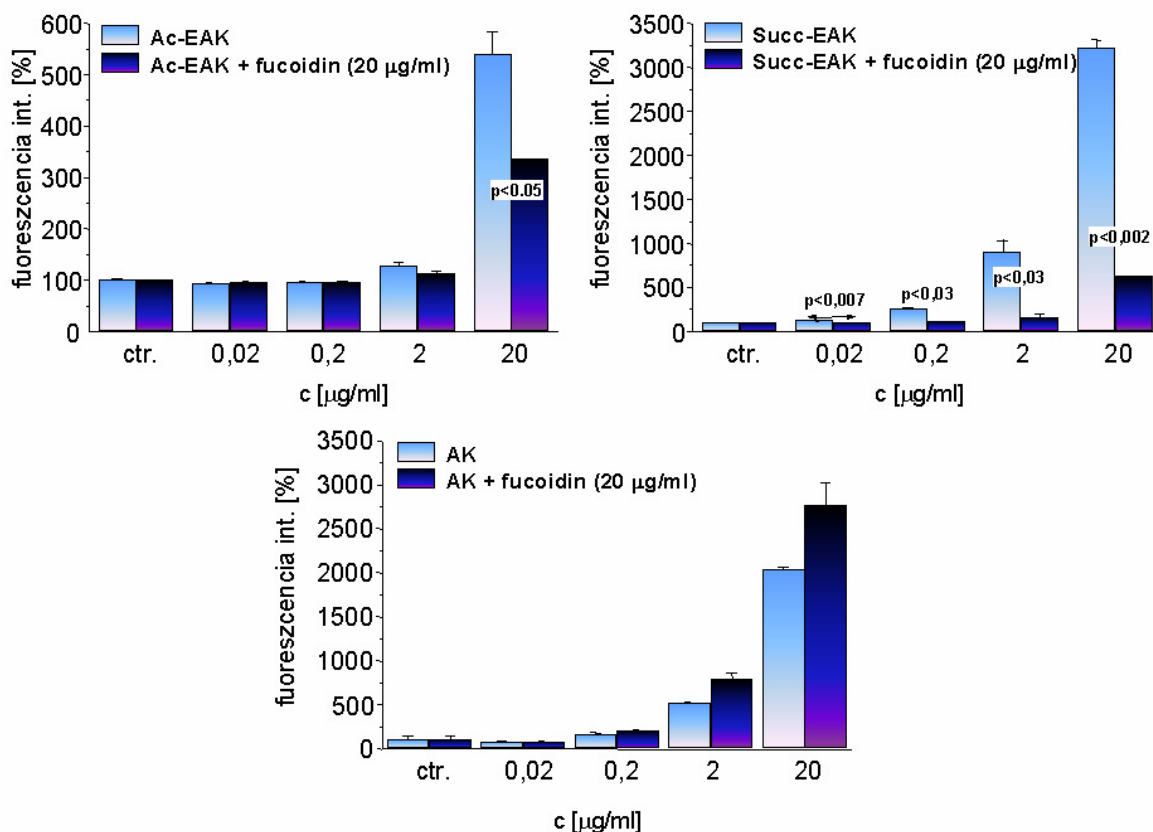 Ac-EAK
Ac-EAK + fucoidin (20 μg/ml)
fuoreszcencia int. [%]
600
500
400
300
200
100
0
p<0.05
ctr.
0,02
0,2
2
20
c [μg/ml]
Succ-EAK
Succ-EAK + fucoidin (20 μg/ml)
fuoreszcencia int. [%]
3500
3000
2500
2000
1500
1000
500
0
p<0,007
p<0,03
p<0,03
p<0,002
ctr.
0,02
0,2
2
20
c [μg/ml]
AK
AK + fucoidin (20 μg/ml)
fuoreszcencia int. [%]
3500
3000
2500
2000
1500
1000
500
0
ctr.
0,02
0,2
2
20
c [μg/ml]